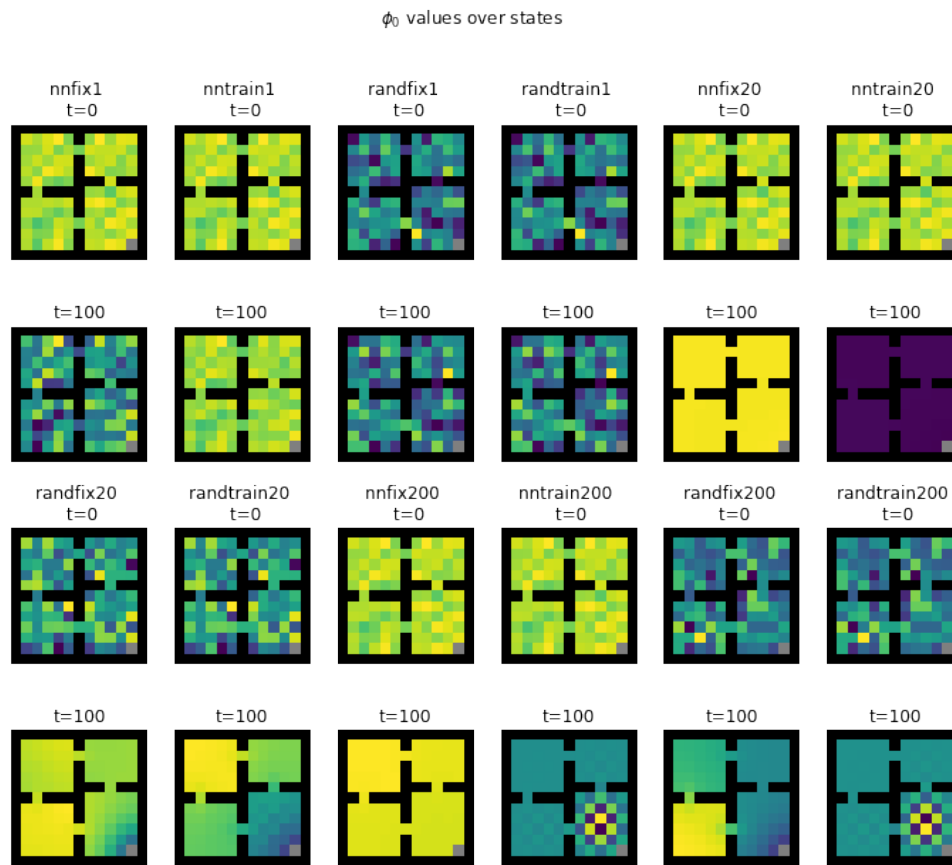 ϕ₀ values over states
nnfix1 nntrain1 randfix1 randtrain1 nnfix20 nntrain20
t=0 t=0 t=0 t=0 t=0 t=0
t=100 t=100 t=100 t=100 t=100 t=100
randfix20 randtrain20 nnfix200 nntrain200 randfix200 randtrain200
t=0 t=0 t=0 t=0 t=0 t=0
t=100 t=100 t=100 t=100 t=100 t=100